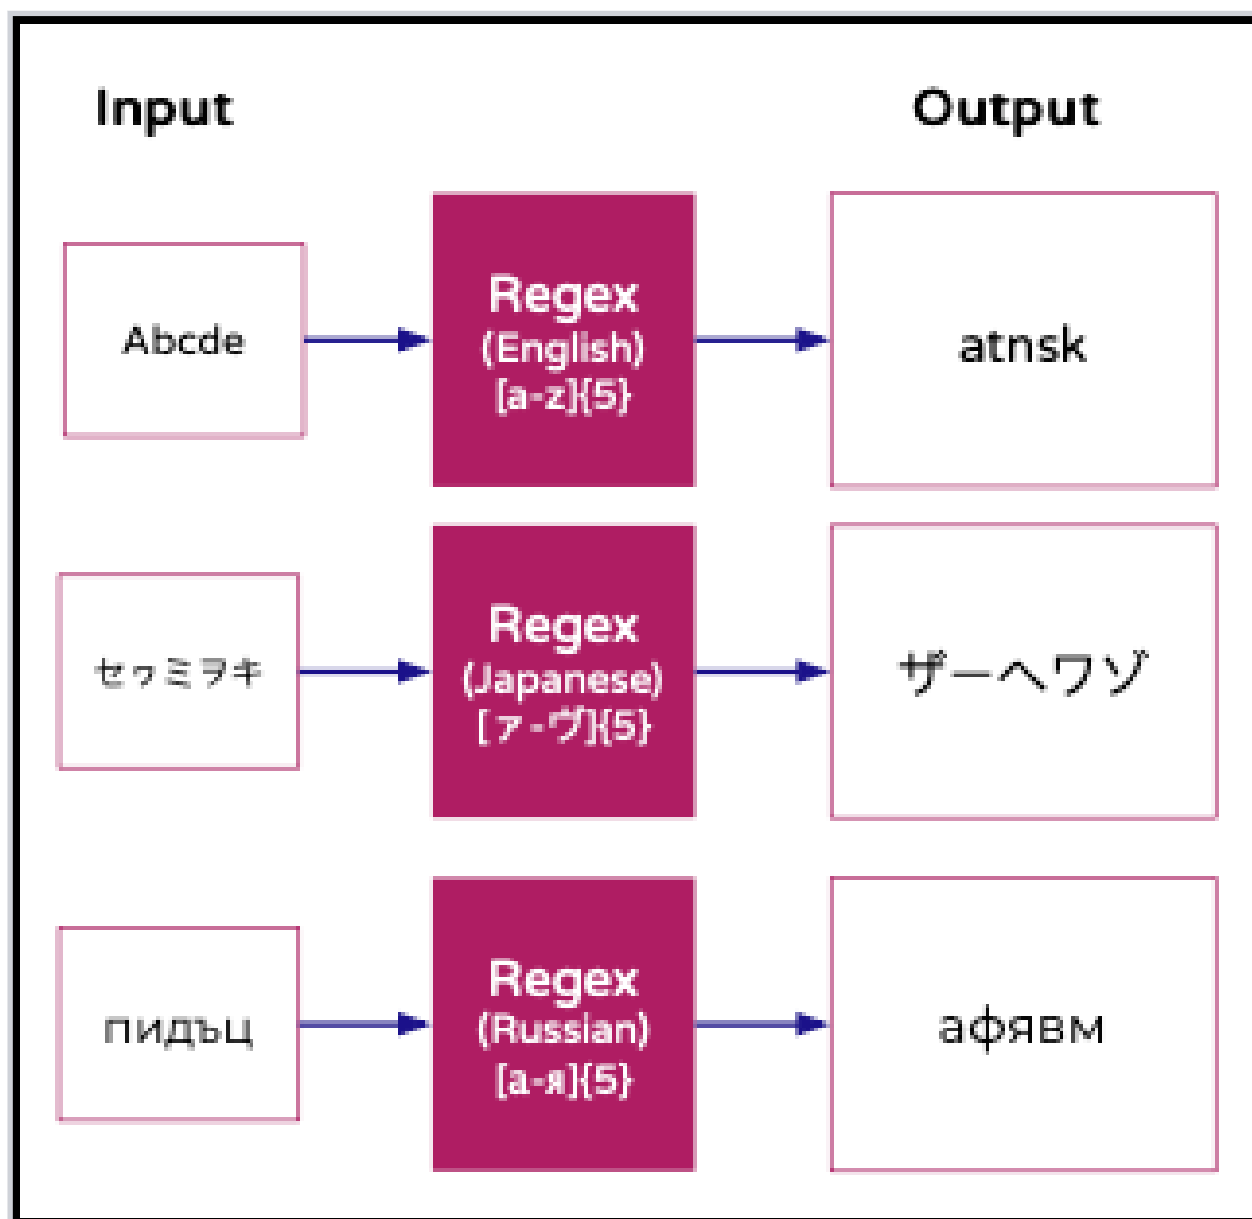 Input
Output
Abcde
Regex
(English)
[a-z]{5}
atnsk
セヮミヲキ
Regex
(Japanese)
[ァ-ヴ]{5}
ザーヘワゾ
пидъц
Regex
(Russian)
[а-я]{5}
афявм